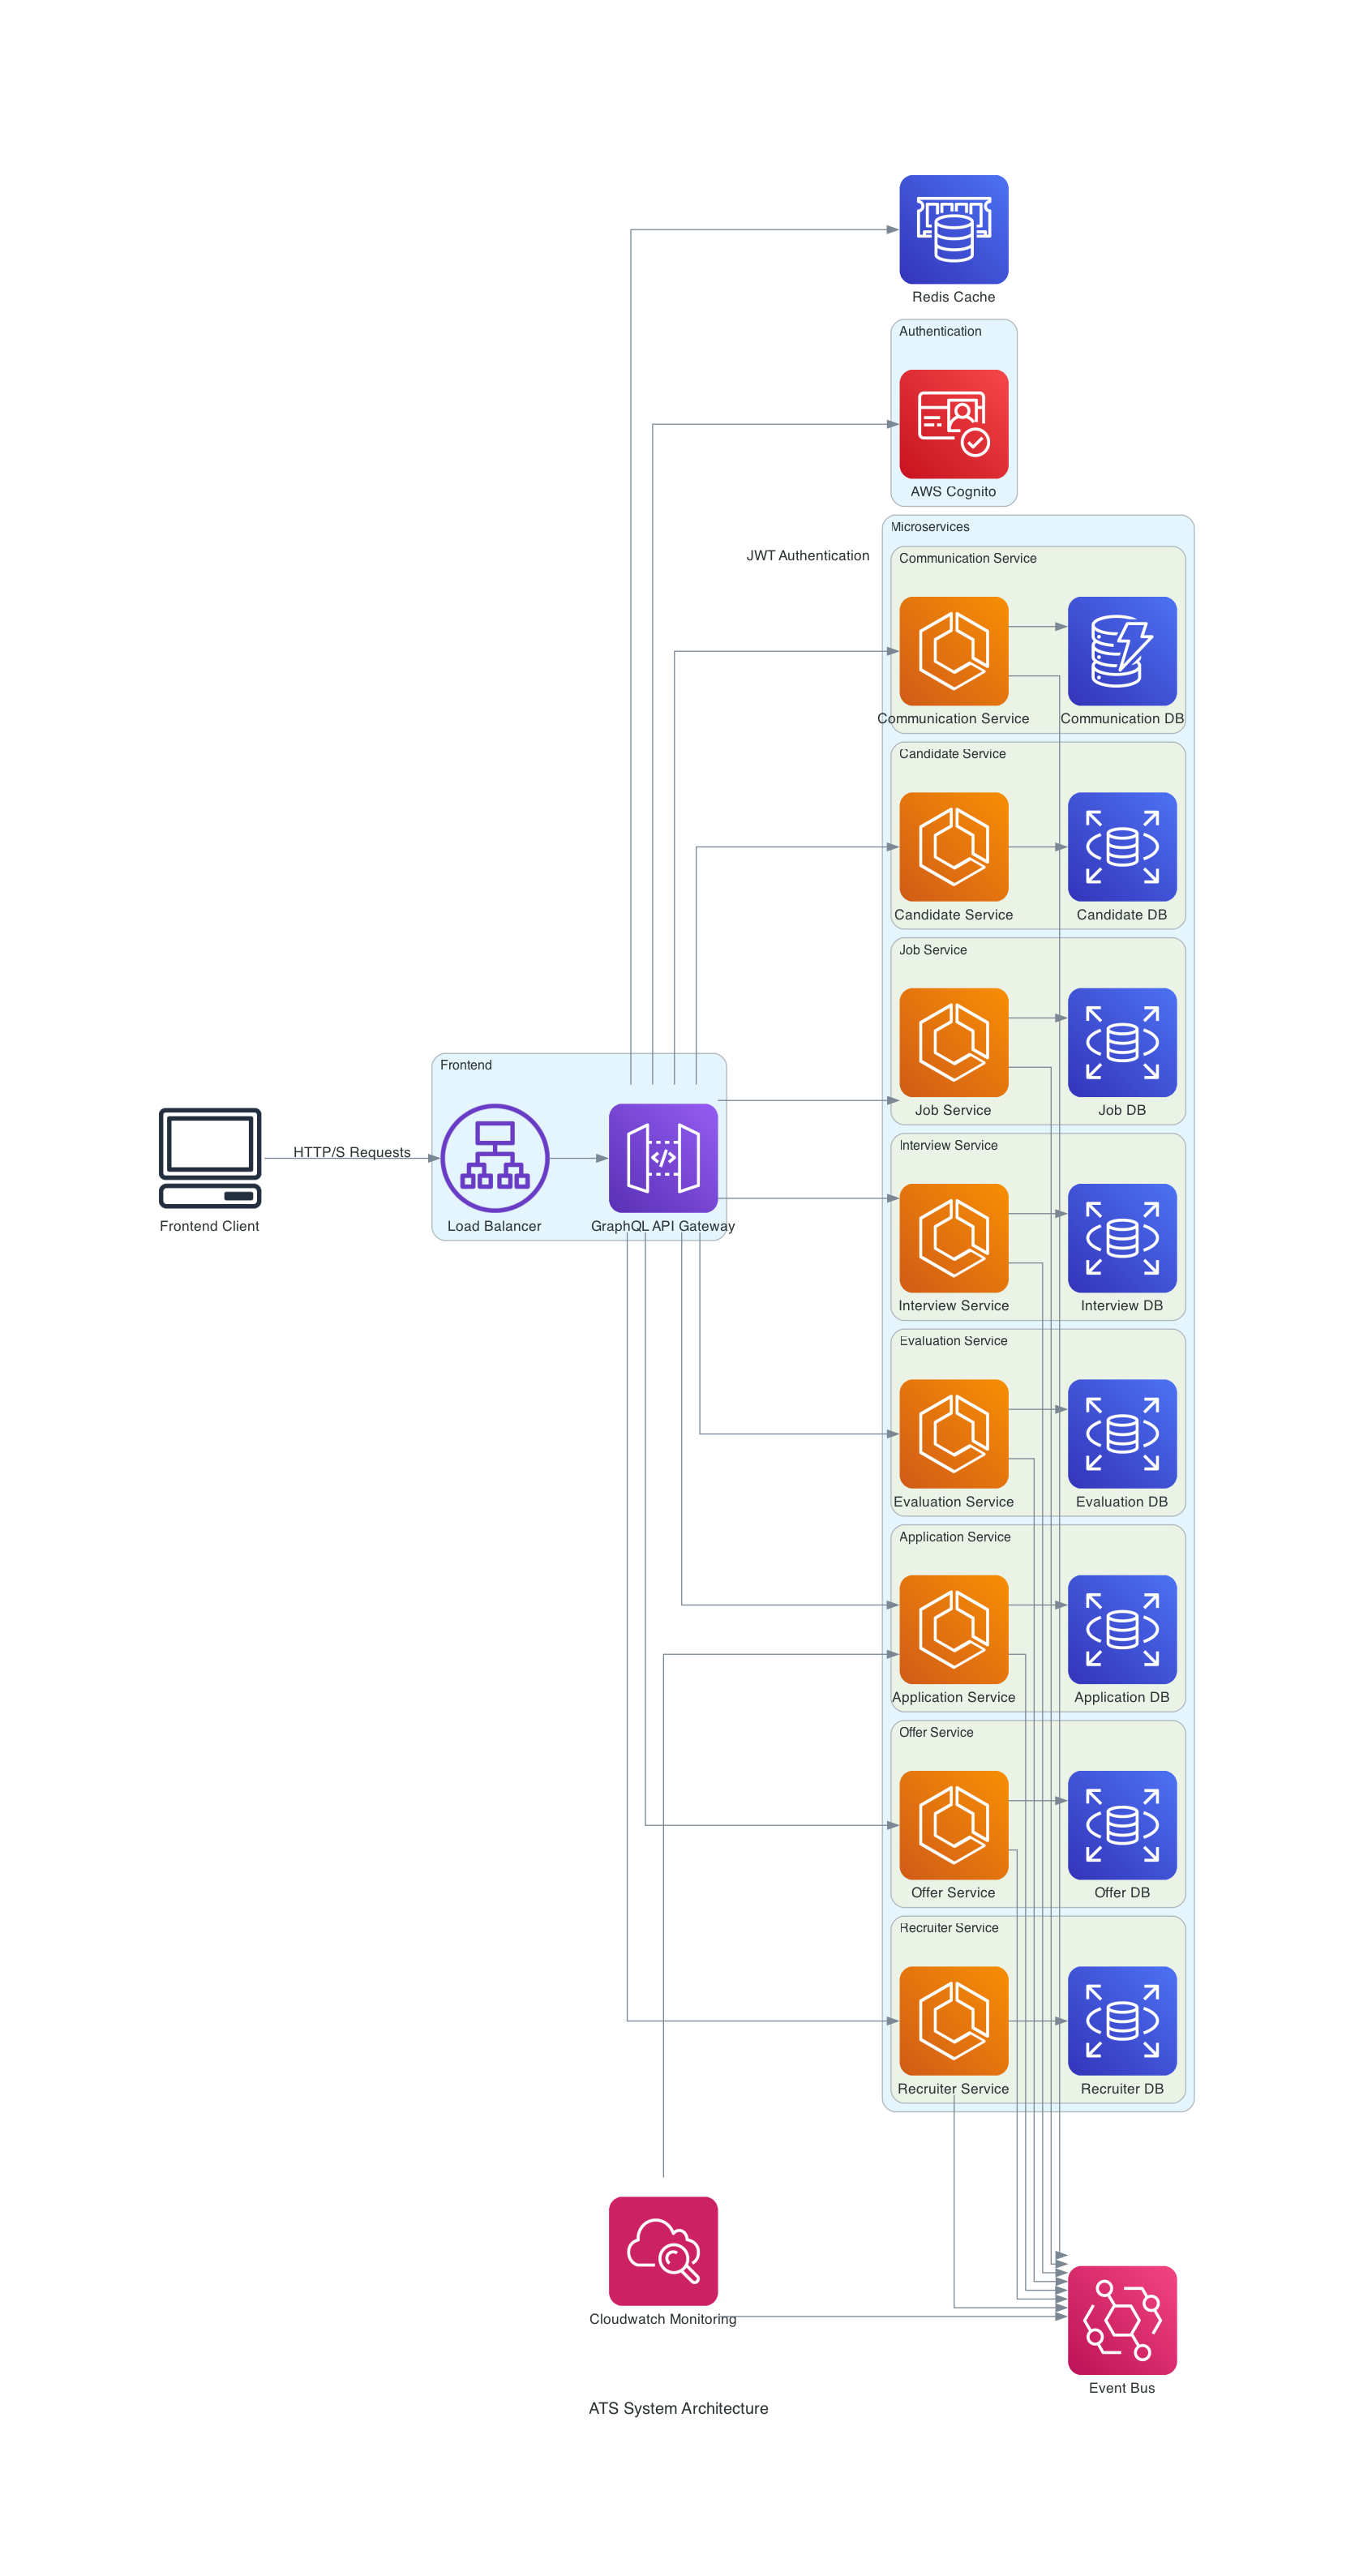 Redis Cache
Authentication
AWS Cognito
Microservices
JWT Authentication
Communication Service
Communication Service
Communication DB
Candidate Service
Candidate Service
Candidate DB
Job Service
Job Service
Job DB
Frontend
HTTP/S Requests
Frontend Client
Load Balancer
GraphQL API Gateway
Interview Service
Interview Service
Interview DB
Evaluation Service
Evaluation Service
Evaluation DB
Application Service
Application Service
Application DB
Offer Service
Offer Service
Offer DB
Recruiter Service
Recruiter Service
Recruiter DB
Cloudwatch Monitoring
Event Bus
ATS System Architecture